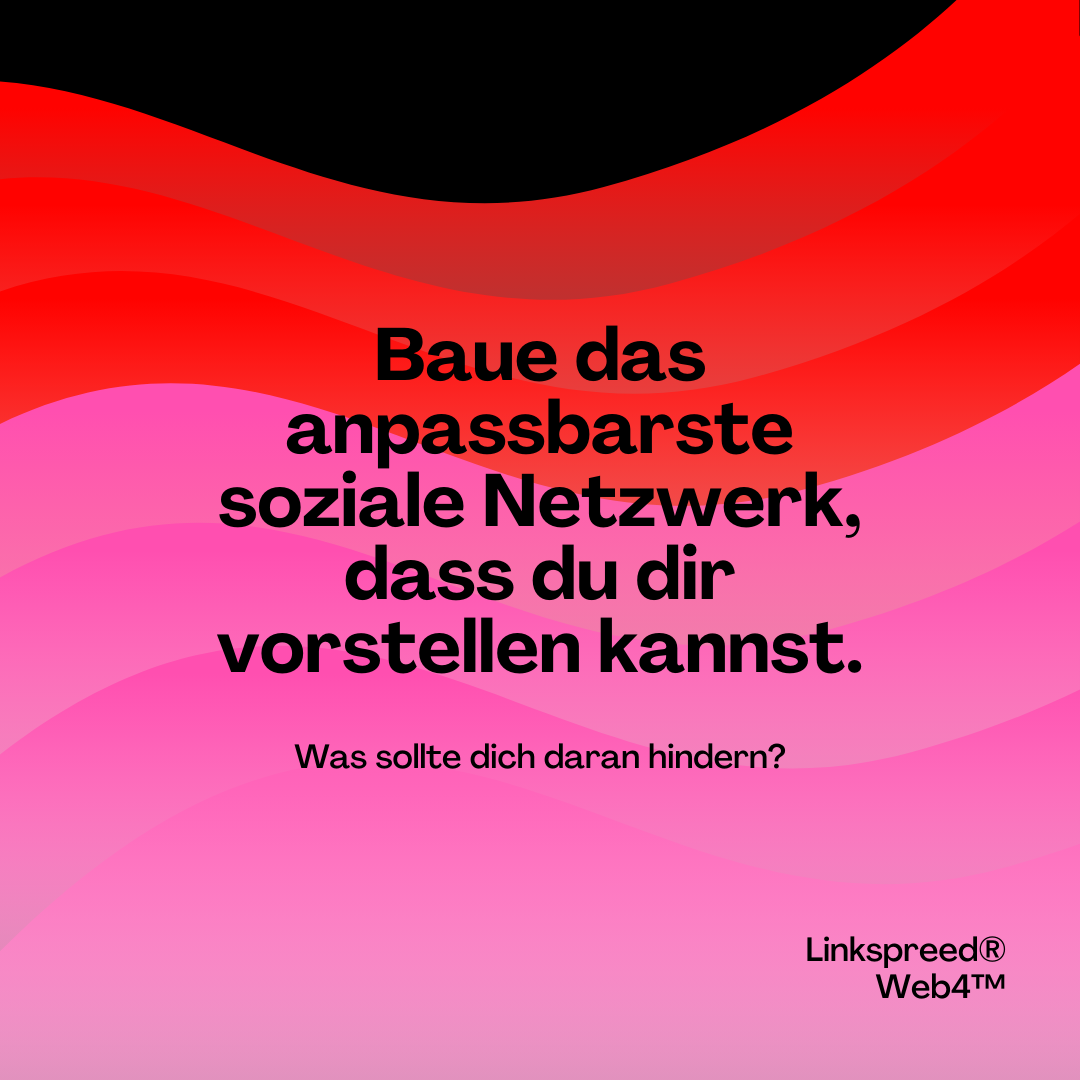 Baue das
anpassbarste
soziale Netzwerk,
dass du dir
vorstellen kannst.
Was sollte dich daran hindern?
Linkspreed®
Web4™